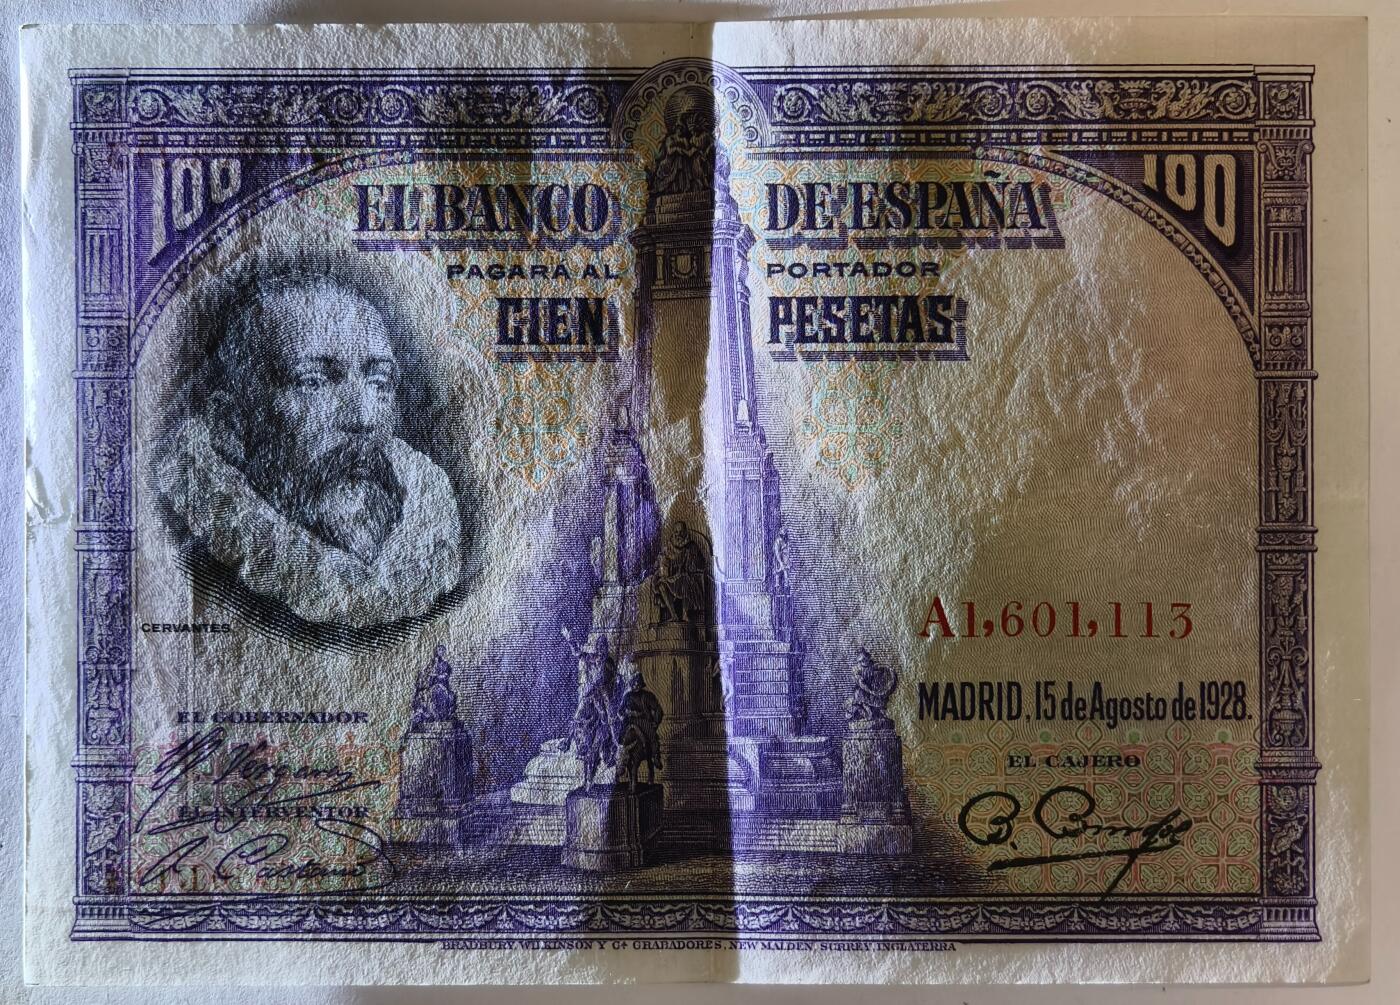 100 100
EL BANCO DE ESPAÑA
PAGARÁ AL PORTADOR
CIEN PESETAS
CERVANTES
A1,601,113
MADRID, 15 de Agosto de 1928.
EL GOBERNADOR
EL INTERVENTOR
EL CAJERO
BRADBURY, WILKINSON Y Cª GRABADORES, NEW MALDEN, SURREY, INGLATERRA